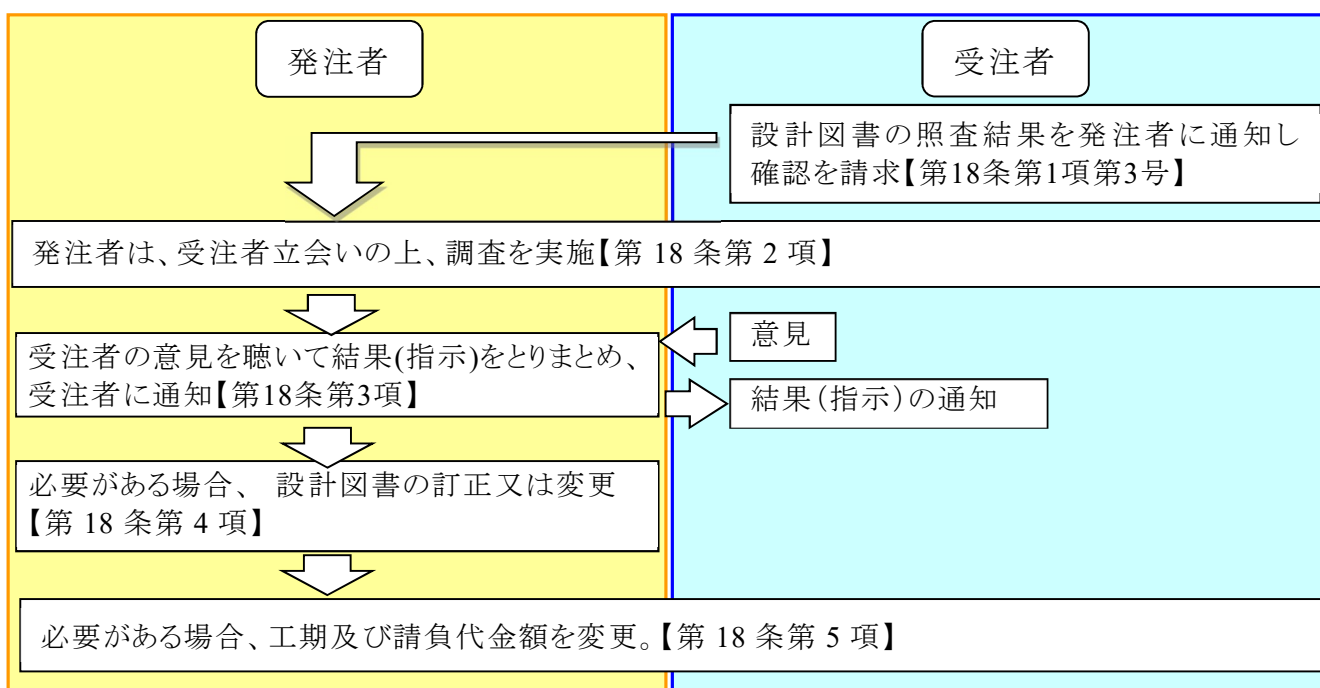 発注者
受注者
設計図書の照査結果を発注者に通知し
確認を請求【第18条第1項第3号】
発注者は、受注者立会いの上、調査を実施【第 18 条第 2 項】
受注者の意見を聴いて結果(指示)をとりまとめ、
受注者に通知【第18条第3項】
意見
結果(指示)の通知
必要がある場合、 設計図書の訂正又は変更
【第 18 条第 4 項】
必要がある場合、工期及び請負代金額を変更。【第 18 条第 5 項】